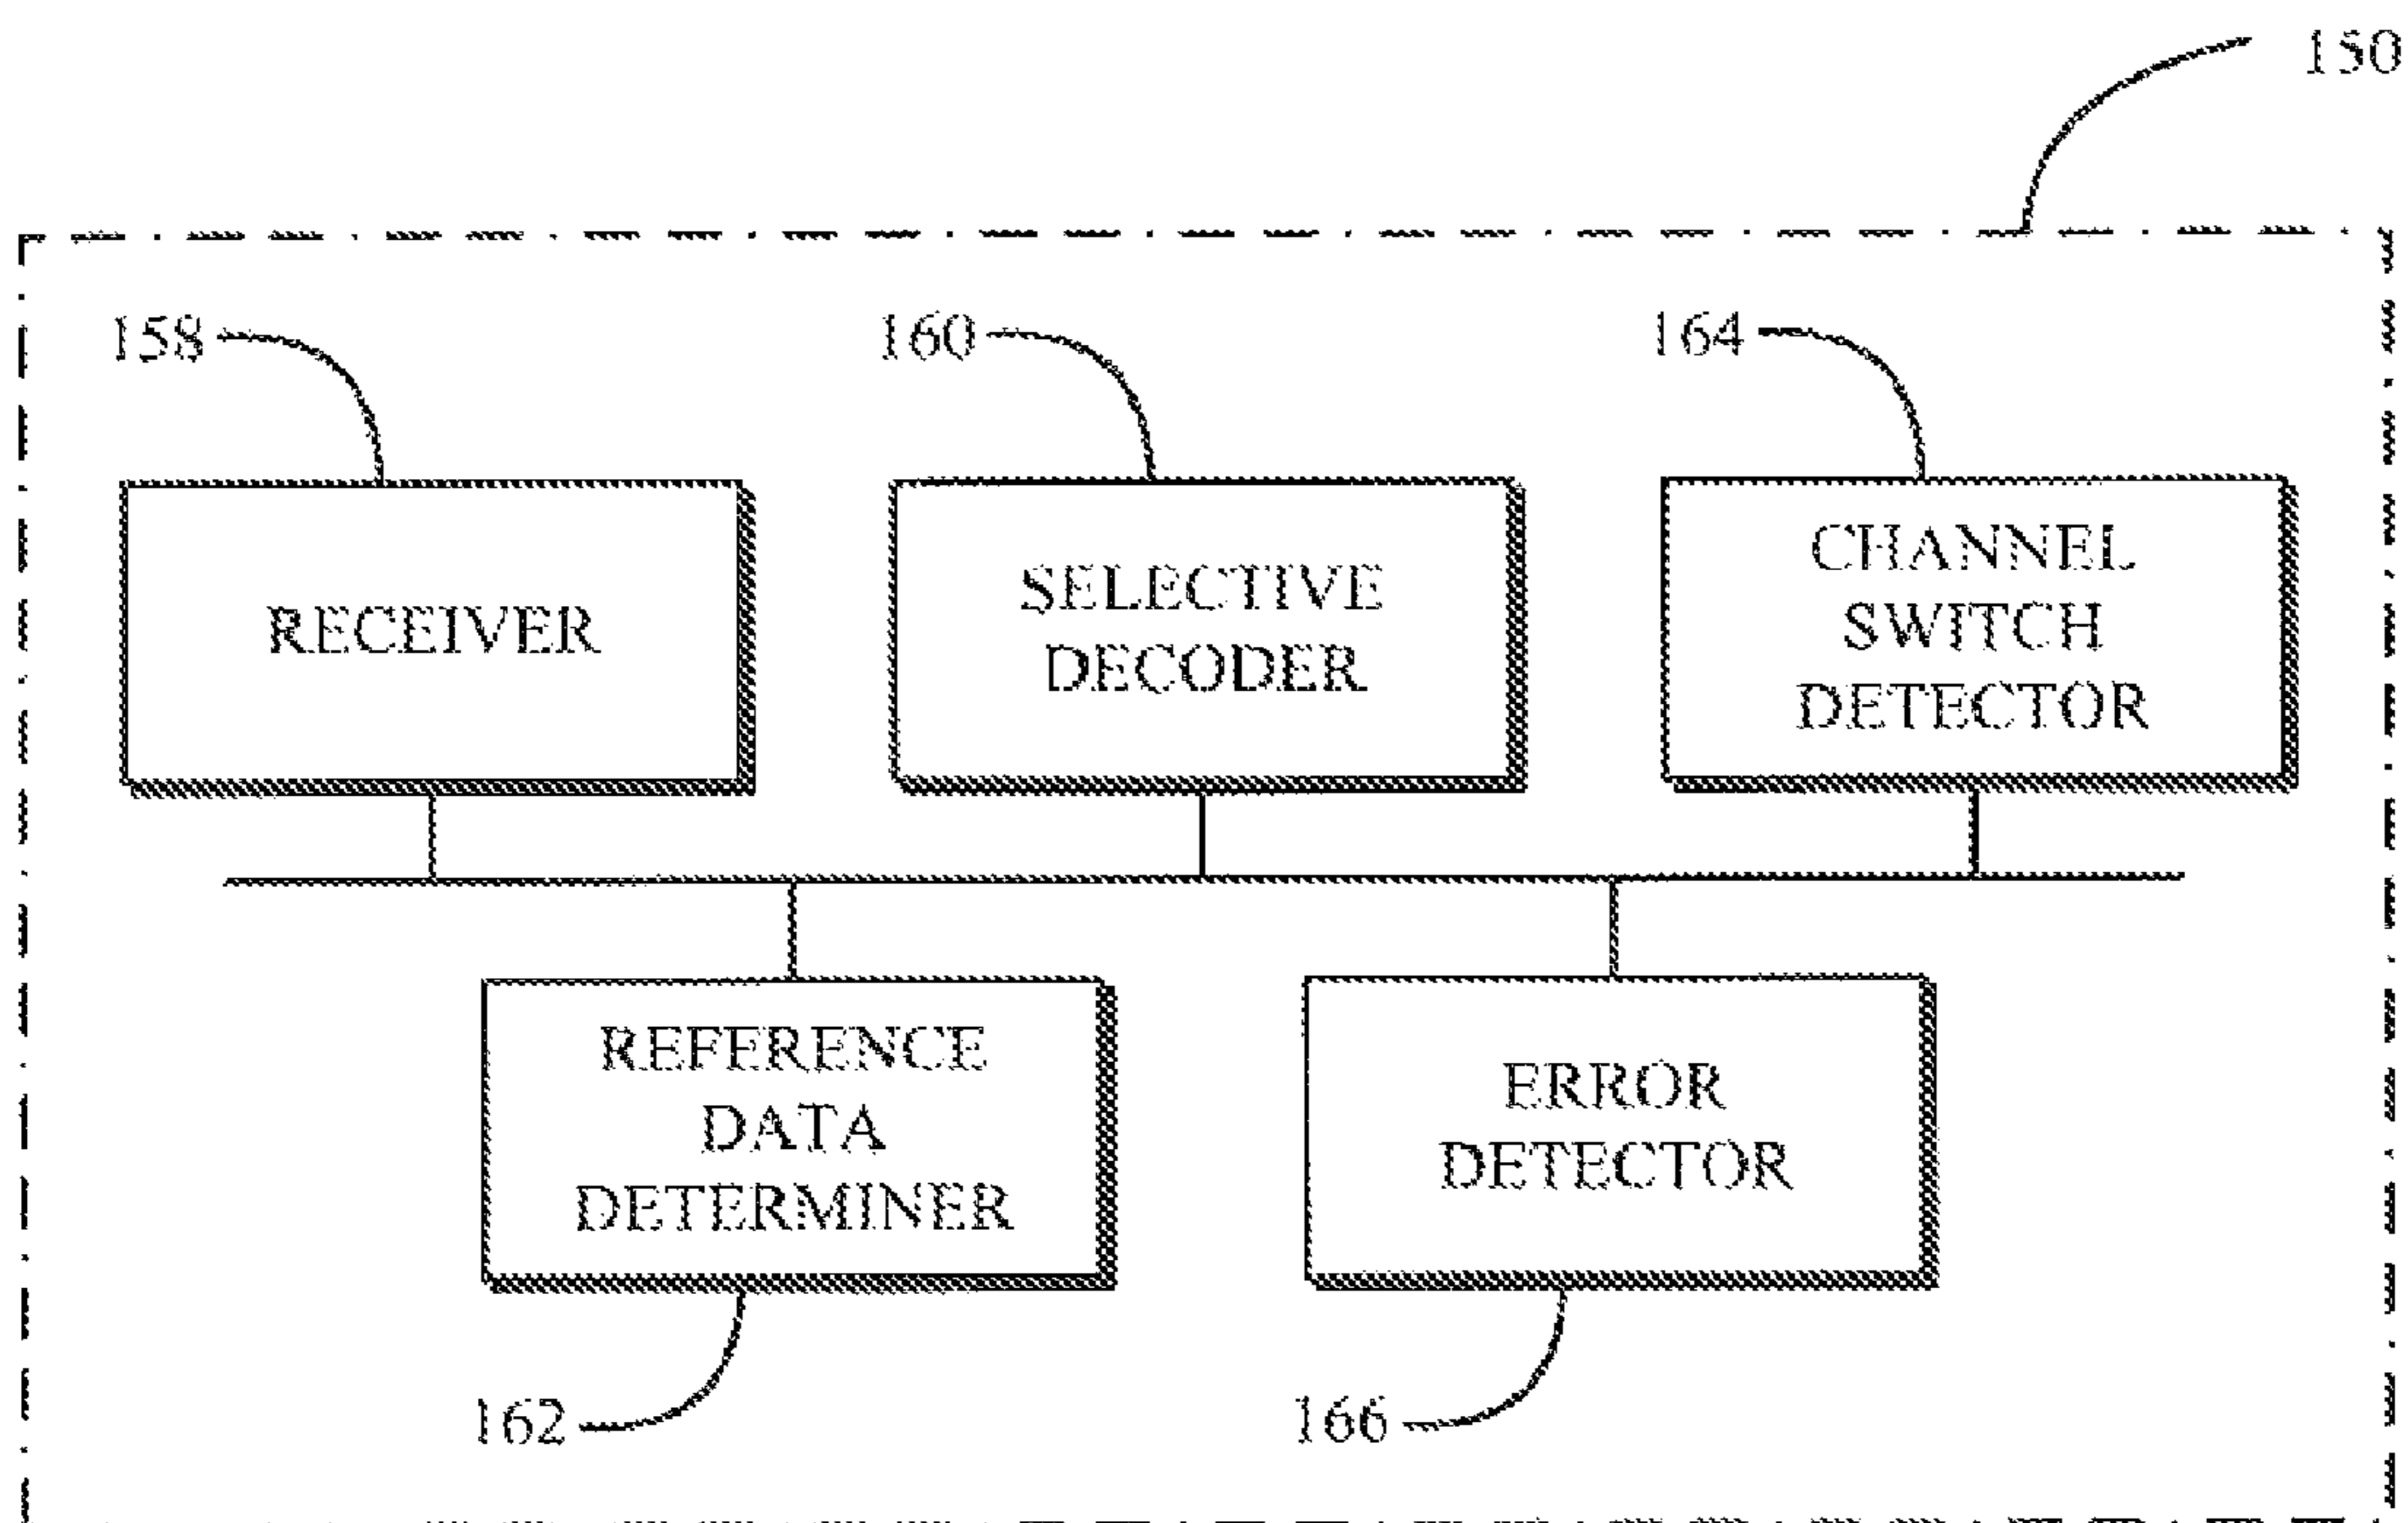 150
158
160
164
RECEIVER
SELECTIVE
DECODER
CHANNEL
SWITCH
DETECTOR
REFERENCE
DATA
DETERMINER
ERROR
DETECTOR
162
166